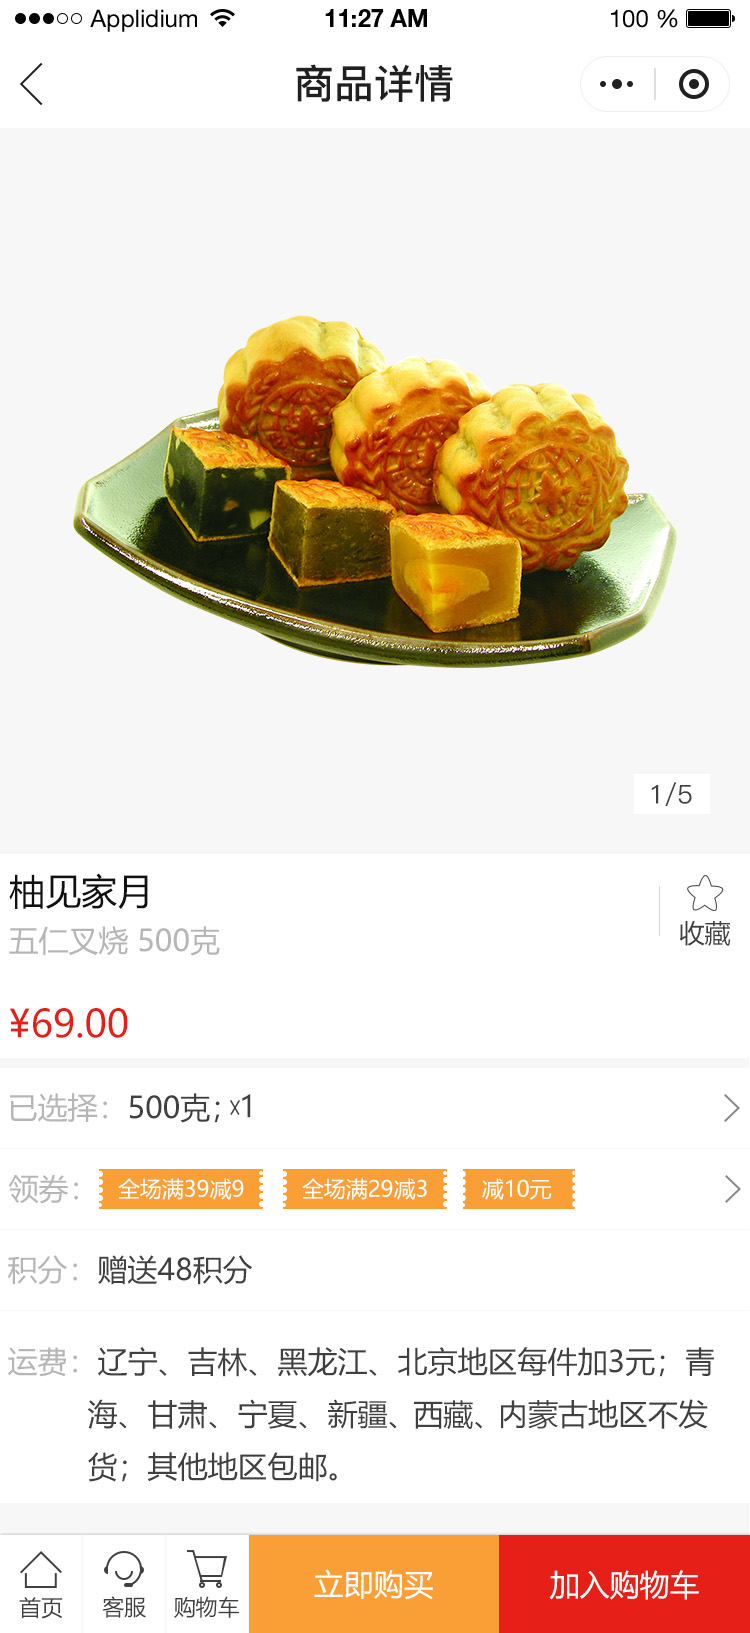 Applidium 11:27 AM 100 %
商品详情
1/5
柚见家月
五仁叉烧 500克
收藏
¥69.00
已选择: 500克; x1
领券: 全场满39减9 全场满29减3 减10元
积分: 赠送48积分
运费: 辽宁、吉林、黑龙江、北京地区每件加3元；青
海、甘肃、宁夏、新疆、西藏、内蒙古地区不发
货；其他地区包邮。
首页 客服 购物车 立即购买 加入购物车